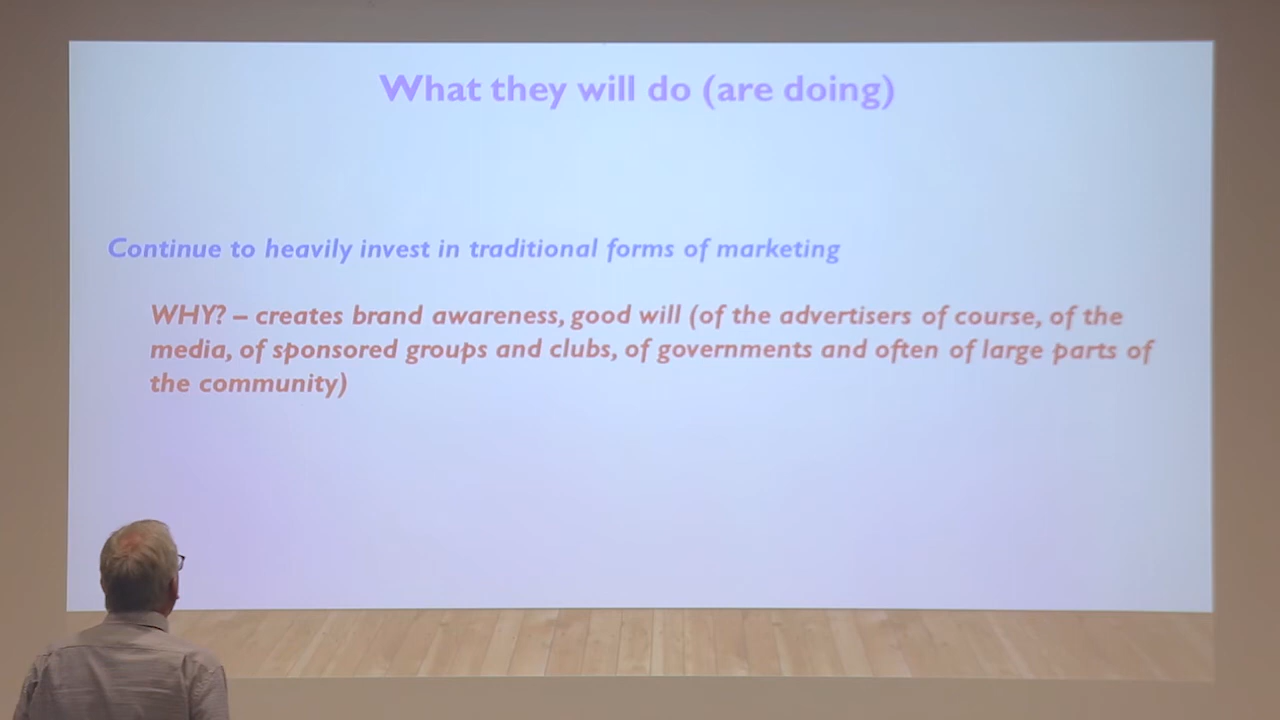 What they will do (are doing)
Continue to heavily invest in traditional forms of marketing
WHY? – creates brand awareness, good will (of the advertisers of course, of the
media, of sponsored groups and clubs, of governments and often of large parts of
the community)